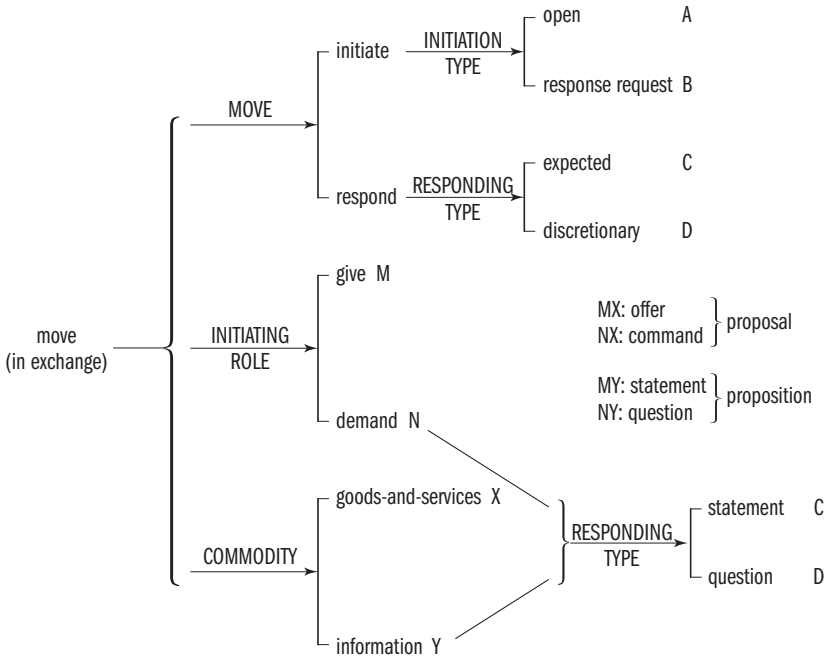 open A
INITIATION
TYPE
initiate
response request B
MOVE
expected C
RESPONDING
TYPE
respond
discretionary D
give M
MX: offer
NX: command
proposal
move
(in exchange)
INITIATING
ROLE
MY: statement
NY: question
proposition
demand N
goods-and-services X
statement C
RESPONDING
TYPE
COMMODITY
question D
information Y